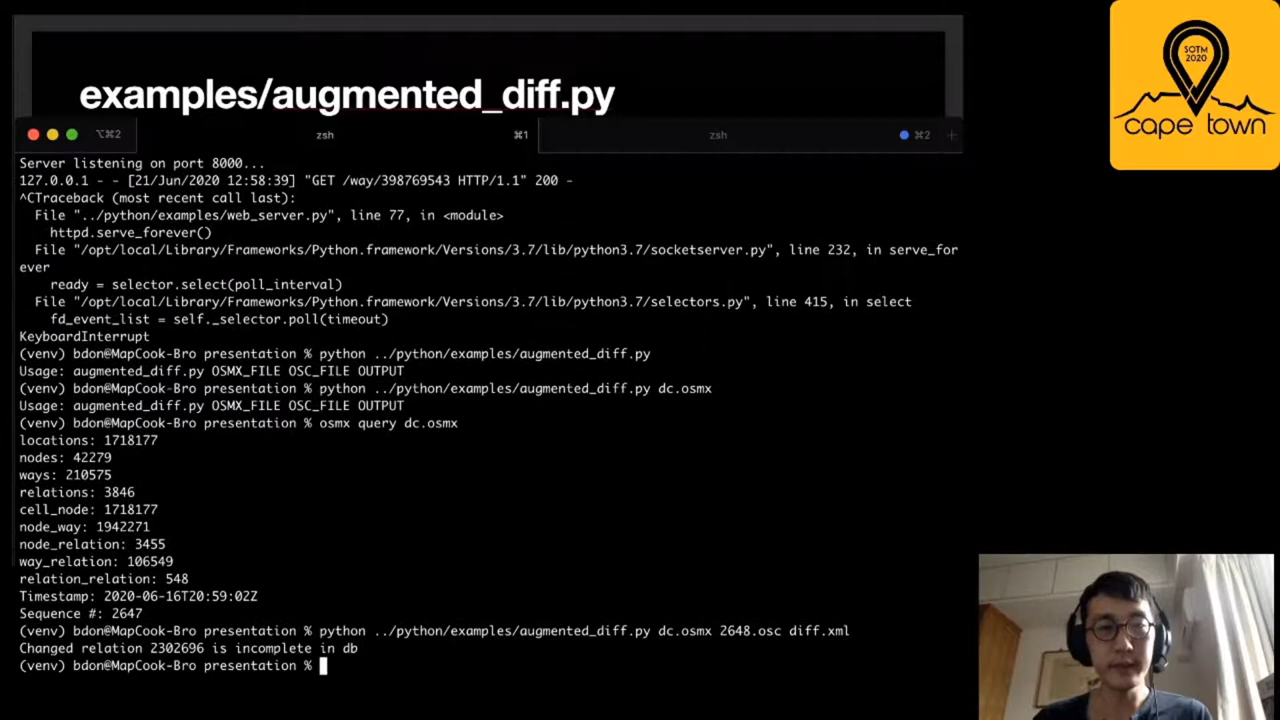 examples/augmented_diff.py
SOTM
2020
cape town
⌥⌘2
zsh
⌘1
zsh
⌘2
+
Server listening on port 8000...
127.0.0.1 - - [21/Jun/2020 12:58:39] "GET /way/398769543 HTTP/1.1" 200 -
^CTraceback (most recent call last):
File "../python/examples/web_server.py", line 77, in <module>
httpd.serve_forever()
File "/opt/local/Library/Frameworks/Python.framework/Versions/3.7/lib/python3.7/socketserver.py", line 232, in serve_for
ever
ready = selector.select(poll_interval)
File "/opt/local/Library/Frameworks/Python.framework/Versions/3.7/lib/python3.7/selectors.py", line 415, in select
fd_event_list = self._selector.poll(timeout)
KeyboardInterrupt
(venv) bdon@MapCook-Bro presentation % python ../python/examples/augmented_diff.py
Usage: augmented_diff.py OSMX_FILE OSC_FILE OUTPUT
(venv) bdon@MapCook-Bro presentation % python ../python/examples/augmented_diff.py dc.osmx
Usage: augmented_diff.py OSMX_FILE OSC_FILE OUTPUT
(venv) bdon@MapCook-Bro presentation % osmx query dc.osmx
locations: 1718177
nodes: 42279
ways: 210575
relations: 3846
cell_node: 1718177
node_way: 1942271
node_relation: 3455
way_relation: 106549
relation_relation: 548
Timestamp: 2020-06-16T20:59:02Z
Sequence #: 2647
(venv) bdon@MapCook-Bro presentation % python ../python/examples/augmented_diff.py dc.osmx 2648.osc diff.xml
Changed relation 2302696 is incomplete in db
(venv) bdon@MapCook-Bro presentation %